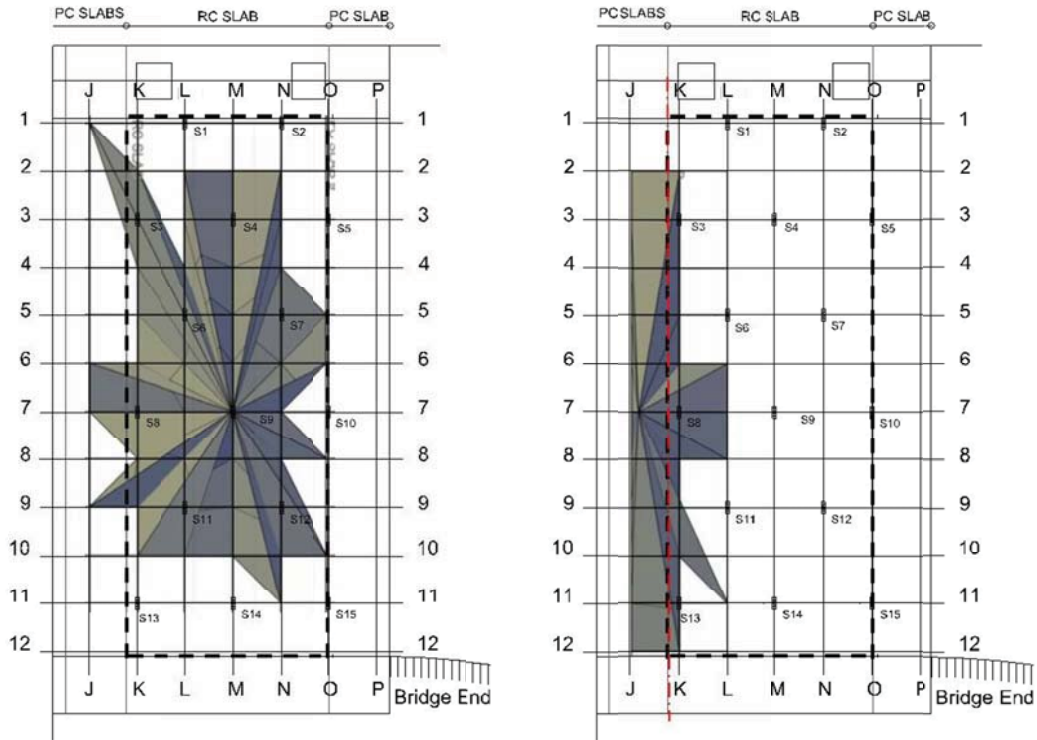 PC SLABS RC SLAB PC SLAB
J K L M N O P
1 1
S1 S2
2 2
3 3
S3 S4 S5
4 4
5 5
S6 S7
6 6
7 7
S8 S9 S10
8 8
9 9
S11 S12
10 10
11 11
S13 S14 S15
12 12
J K L M N O P
Bridge End
PC SLABS RC SLAB PC SLAB
J K L M N O P
1 1
S1 S2
2 2
3 3
S3 S4 S5
4 4
5 5
S6 S7
6 6
7 7
S8 S9 S10
8 8
9 9
S11 S12
10 10
11 11
S13 S14 S15
12 12
J K L M N O P
Bridge End